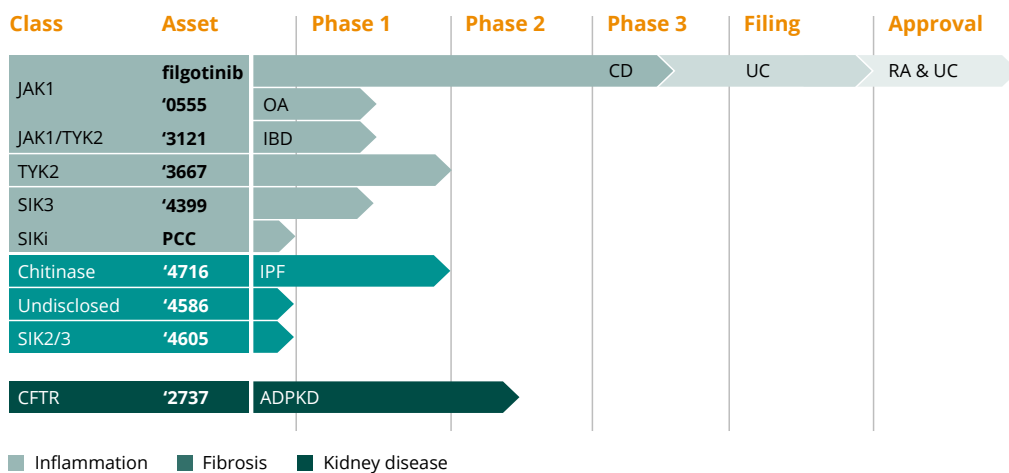 Class Asset Phase 1 Phase 2 Phase 3 Filing Approval
JAK1 filgotinib CD UC RA & UC
‘0555 OA
JAK1/TYK2 ‘3121 IBD
TYK2 ‘3667
SIK3 ‘4399
SIKi PCC
Chitinase ‘4716 IPF
Undisclosed ‘4586
SIK2/3 ‘4605
CFTR ‘2737 ADPKD
Inflammation Fibrosis Kidney disease